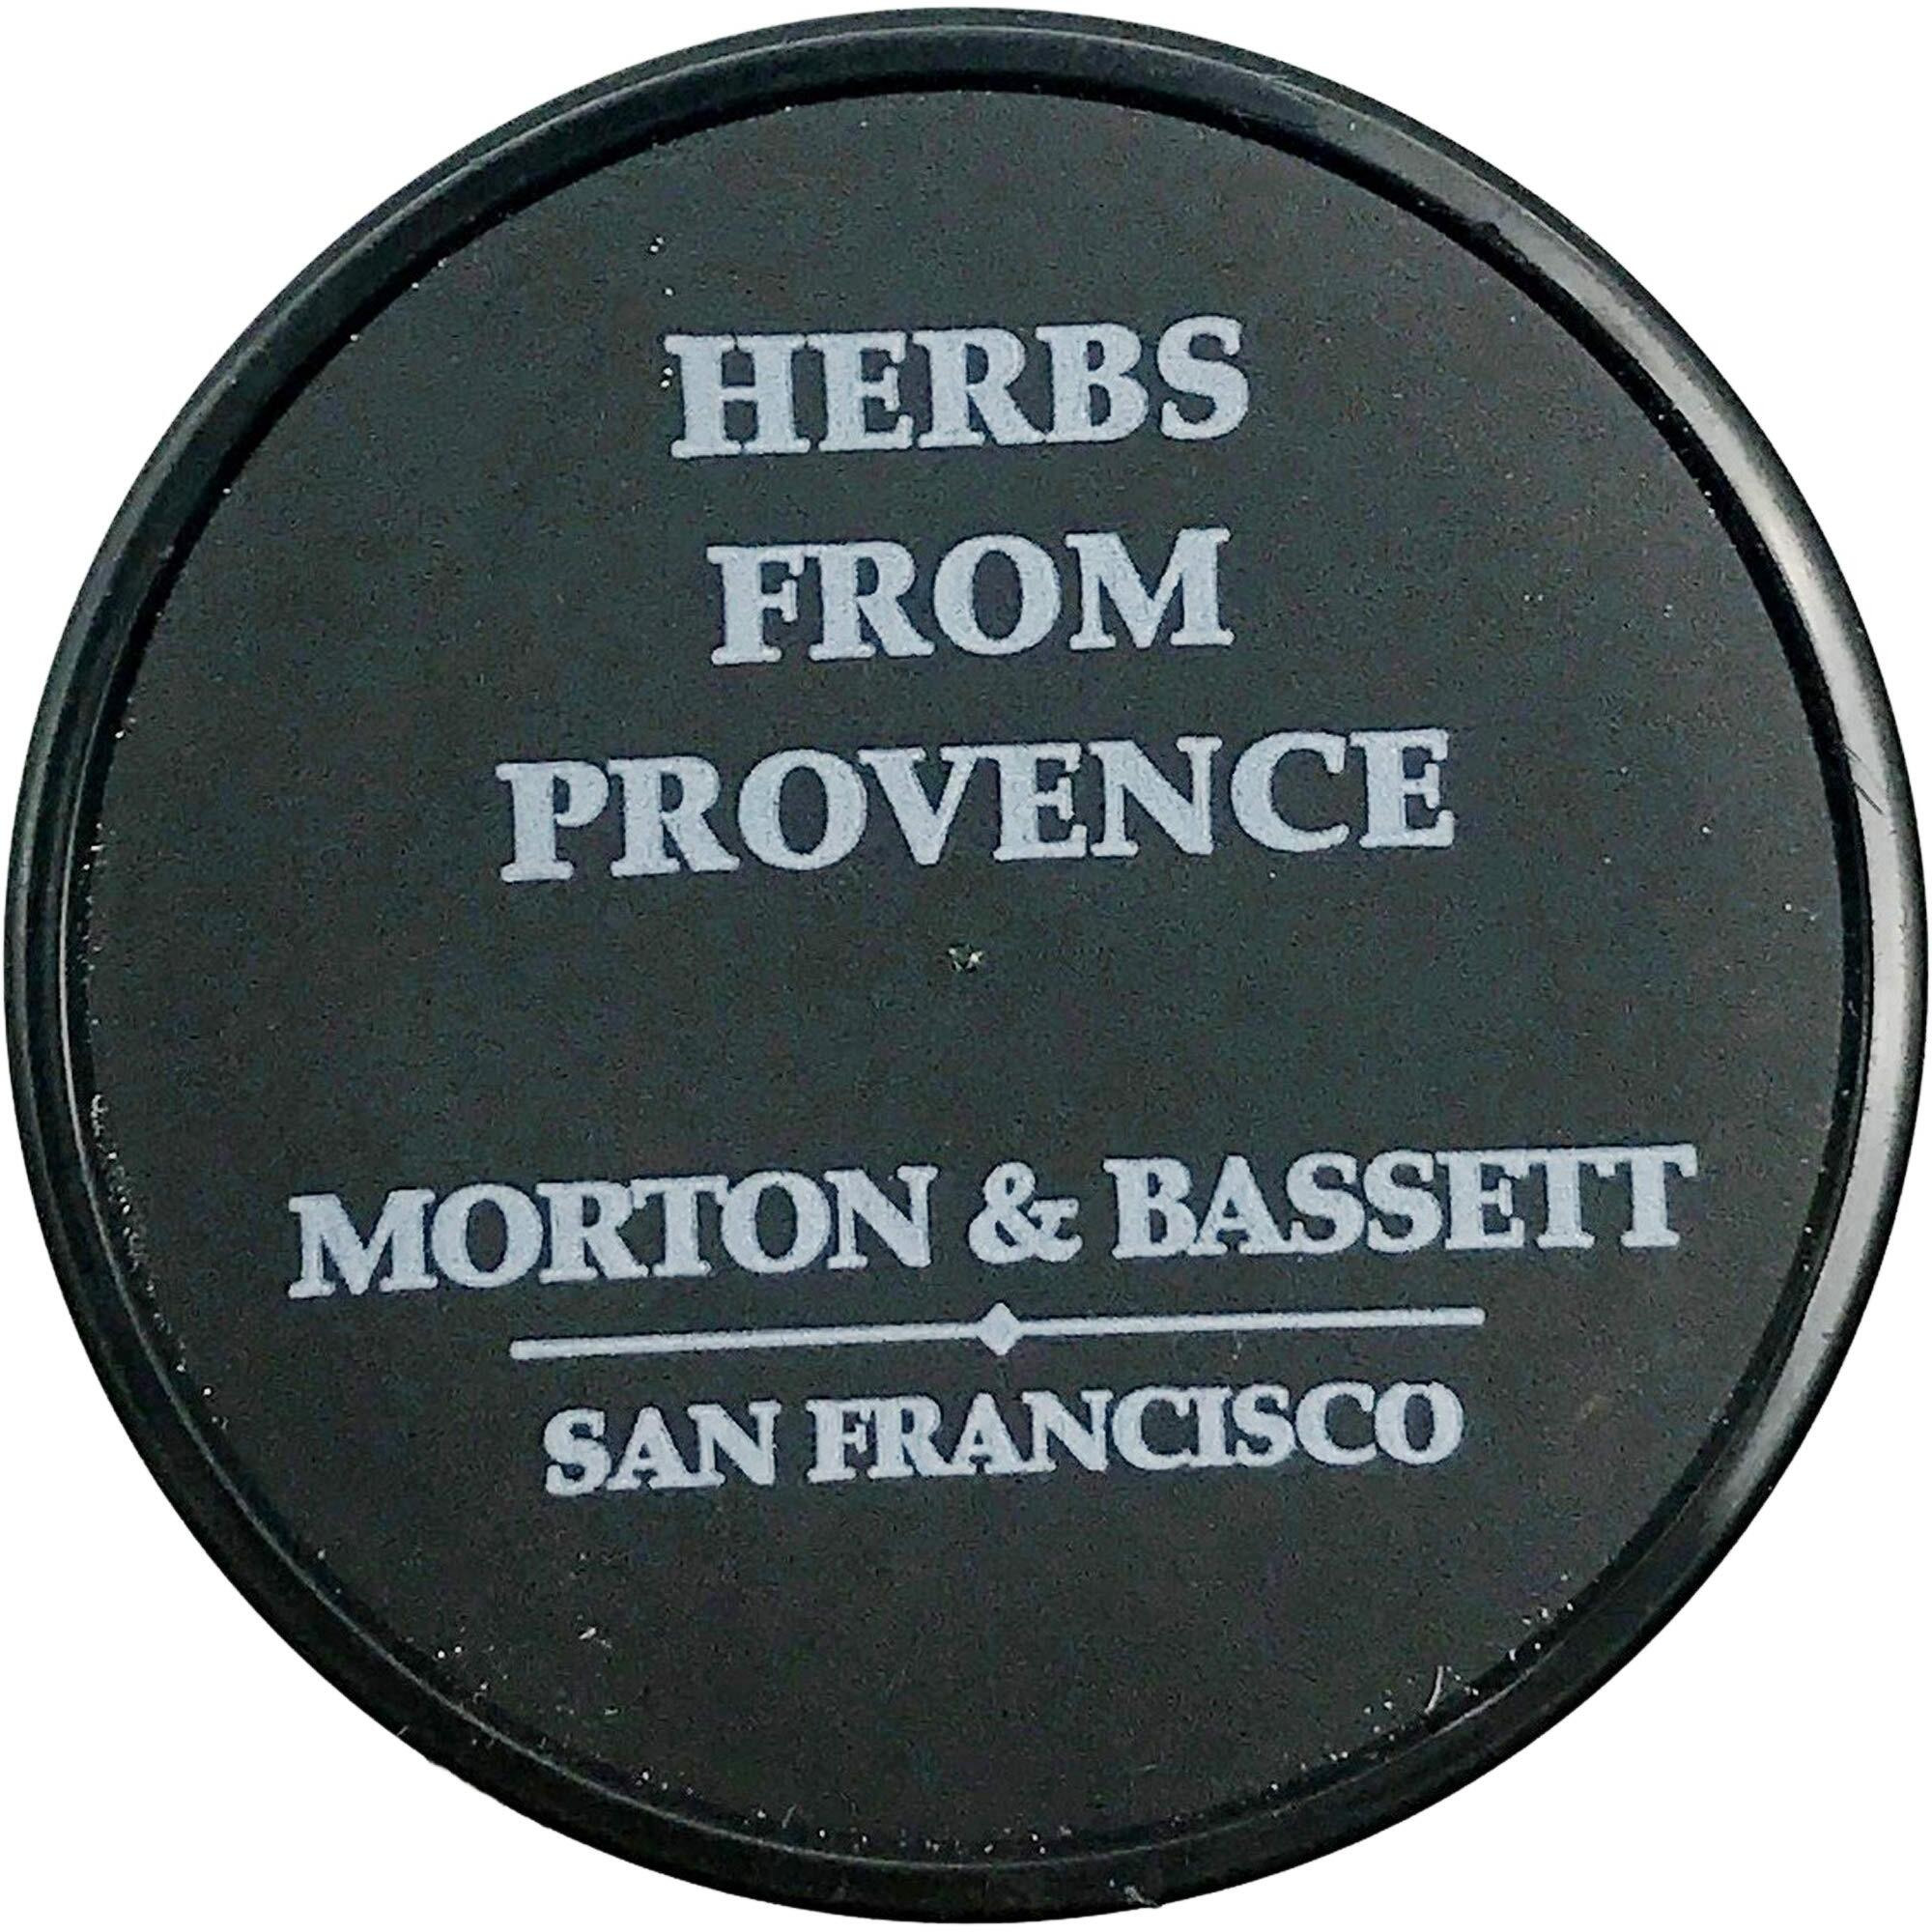 HERBS
FROM
PROVENCE
MORTON & BASSETT
SAN FRANCISCO